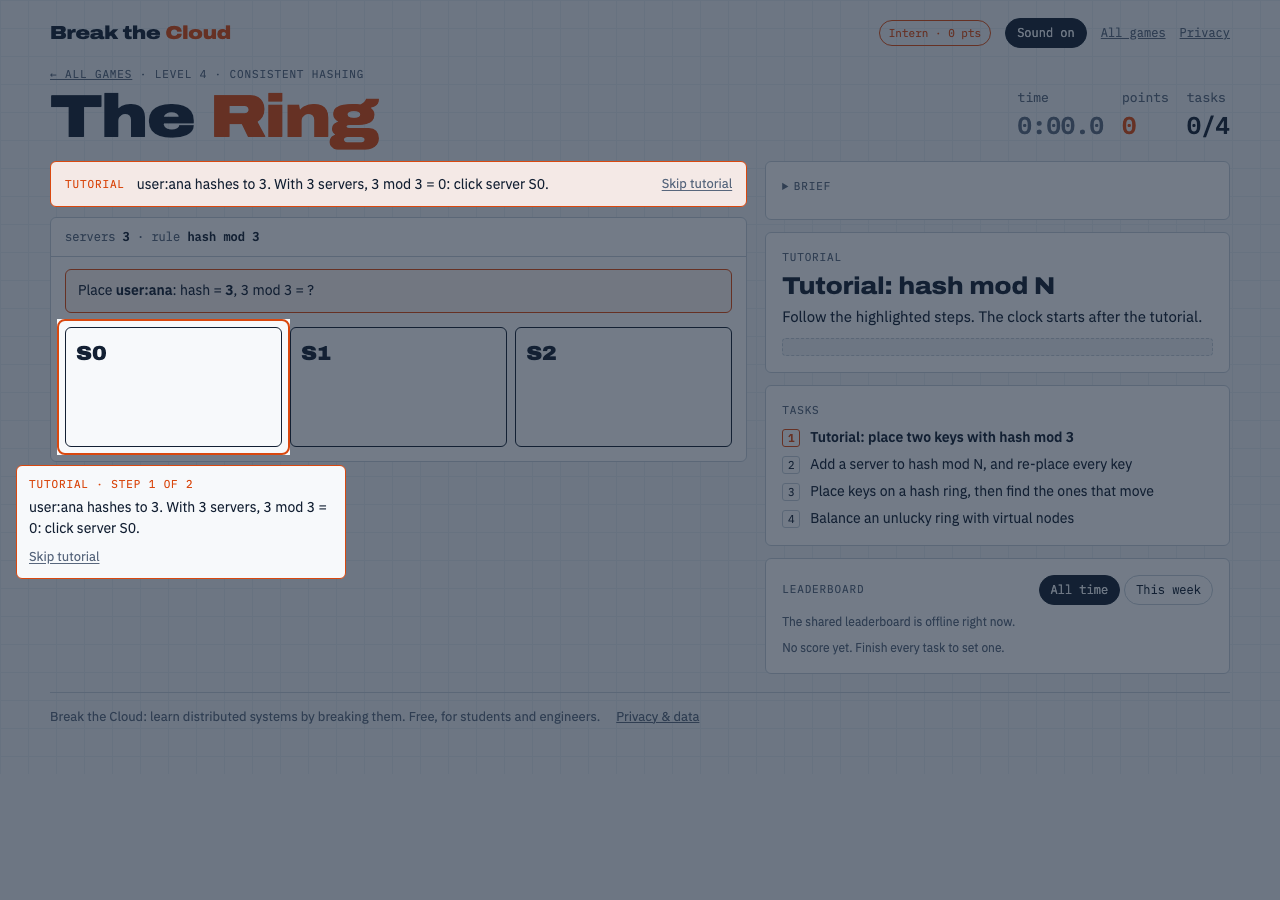 Break the Cloud
Intern · 0 pts
Sound on
All games
Privacy
← ALL GAMES · LEVEL 4 · CONSISTENT HASHING
The Ring
time
0:00.0
points
0
tasks
0/4
TUTORIAL user:ana hashes to 3. With 3 servers, 3 mod 3 = 0: click server S0. Skip tutorial
servers 3 · rule hash mod 3
Place user:ana: hash = 3, 3 mod 3 = ?
S0
S1
S2
TUTORIAL · STEP 1 OF 2
user:ana hashes to 3. With 3 servers, 3 mod 3 =
0: click server S0.
Skip tutorial
BRIEF
TUTORIAL
Tutorial: hash mod N
Follow the highlighted steps. The clock starts after the tutorial.
TASKS
1 Tutorial: place two keys with hash mod 3
2 Add a server to hash mod N, and re-place every key
3 Place keys on a hash ring, then find the ones that move
4 Balance an unlucky ring with virtual nodes
LEADERBOARD
All time
This week
The shared leaderboard is offline right now.
No score yet. Finish every task to set one.
Break the Cloud: learn distributed systems by breaking them. Free, for students and engineers. Privacy & data